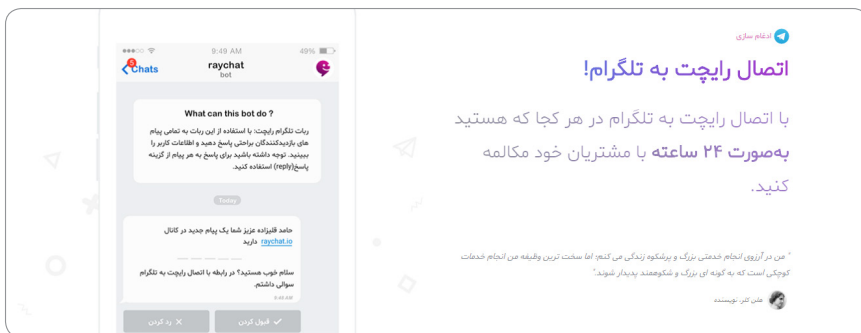 ادغام سازی
اتصال رایچت به تلگرام!
با اتصال رایچت به تلگرام در هر کجا که هستید
به‌صورت ۲۴ ساعته با مشتریان خود مکالمه
کنید.
" من در آرزوی انجام خدمتی بزرگ و پرشکوه زندگی می کنم؛ اما سخت ترین وظیفه من انجام خدمات
کوچکی است که به گونه ای بزرگ و شکوهمند پدیدار شوند."
هلن کلر، نویسنده
9:49 AM
49%
5
Chats
raychat
bot
What can this bot do ?
ربات تلگرام رایچت: با استفاده از این ربات به تمامی پیام
های بازدیدکنندگان براحتی پاسخ دهید و اطلاعات کاربر را
ببینید. توجه داشته باشید برای پاسخ به هر پیام از گزینه
پاسخ(reply) استفاده کنید.
Today
حامد قلیزاده عزیز شما یک پیام جدید در کانال
raychat.io دارید
سلام خوب هستید؟ در رابطه با اتصال رایچت به تلگرام
سوالی داشتم.
9:49 AM
قبول کردن
رد کردن